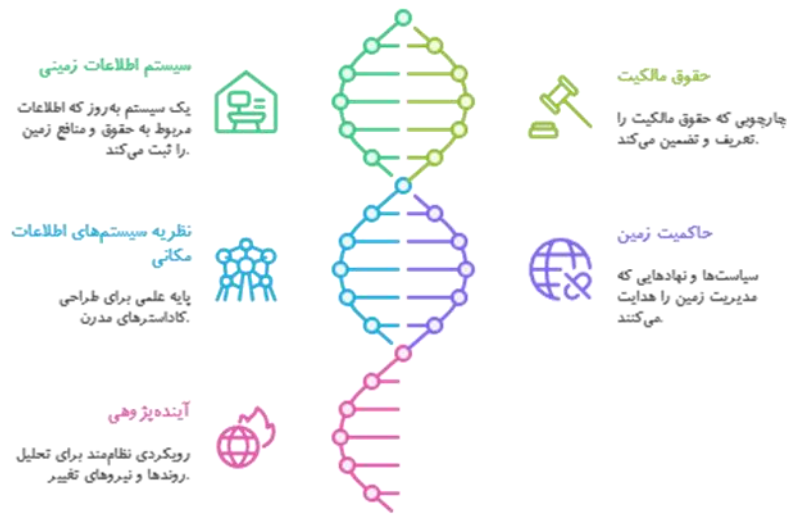 حقوق مالکیت
چارچوبی که حقوق مالکیت را
تعریف و تضمین می‌کند.
سیستم اطلاعات زمینی
یک سیستم به‌روز که اطلاعات
مربوط به حقوق و منافع زمین
را ثبت می‌کند.
حاکمیت زمین
سیاست‌ها و نهادهایی که
مدیریت زمین را هدایت
می‌کنند.
نظریه سیستم‌های اطلاعات
مکانی
پایه علمی برای طراحی
کاداسترهای مدرن.
آینده‌پژوهی
رویکردی نظام‌مند برای تحلیل
روندها و نیروهای تغییر.